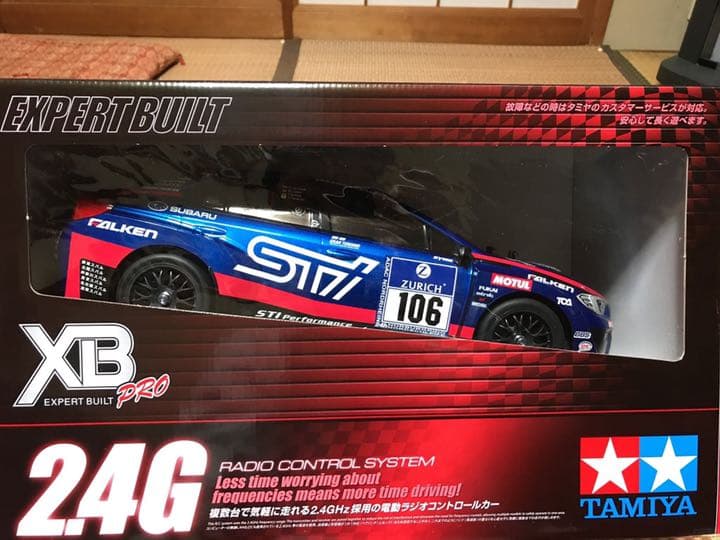 EXPERT BUILT
故障などの時はタミヤのカスタマーサービスが対応。
安心して長く遊べます。
SUBARU
FALKEN
STI
ZURICH
106
STI Performance
MOTUL
FALKEN
FUKAI
TODA
XB
EXPERT BUILT PRO
2.4G
RADIO CONTROL SYSTEM
Less time worrying about
frequencies means more time driving!
複数台で気軽に走れる2.4GHz採用の電動ラジオコントロールカー
TAMIYA